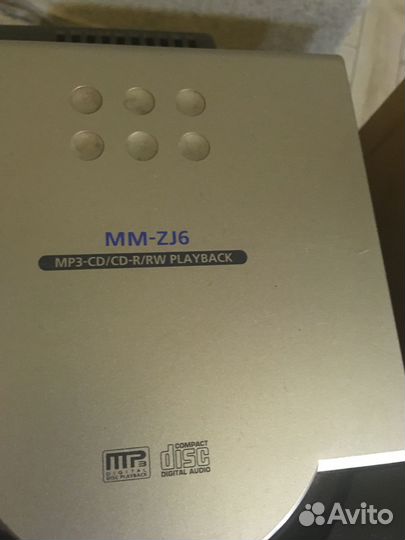 MM-ZJ6
MP3-CD/CD-R/RW PLAYBACK
MP3
DIGITAL
DISC PLAYBACK
COMPACT
disc
DIGITAL AUDIO
Avito